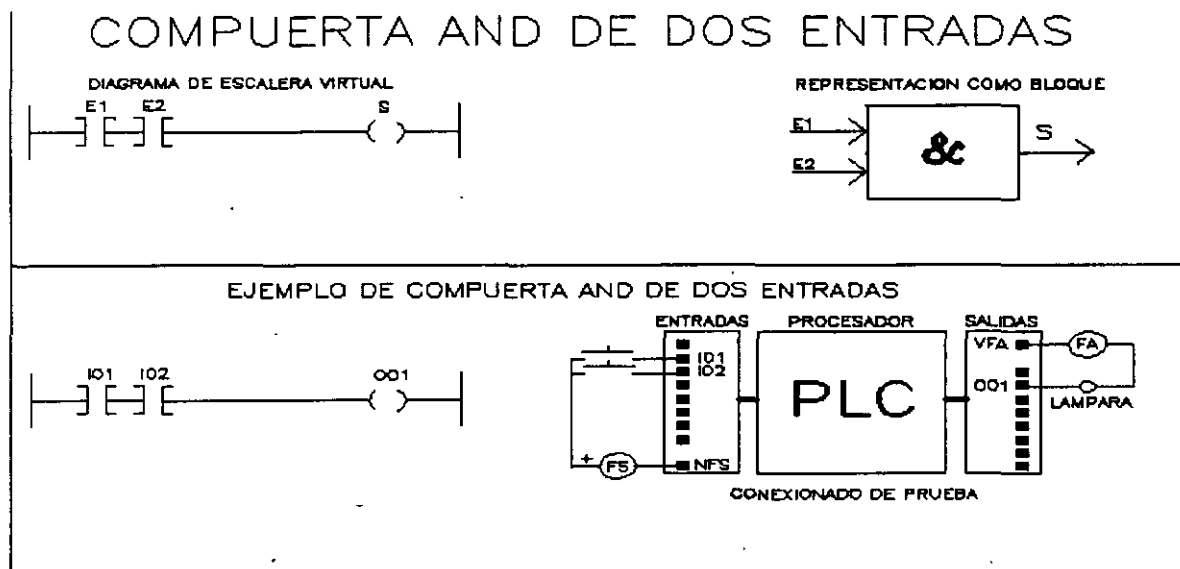 COMPUERTA AND DE DOS ENTRADAS
DIAGRAMA DE ESCALERA VIRTUAL
E1 E2 S
REPRESENTACION COMO BLOQUE
E1
E2
&
S
EJEMPLO DE COMPUERTA AND DE DOS ENTRADAS
I01 I02 O01
ENTRADAS PROCESADOR SALIDAS
I01
I02
+ FS NFS
PLC
VFA FA
O01
LAMPARA
CONEXIONADO DE PRUEBA